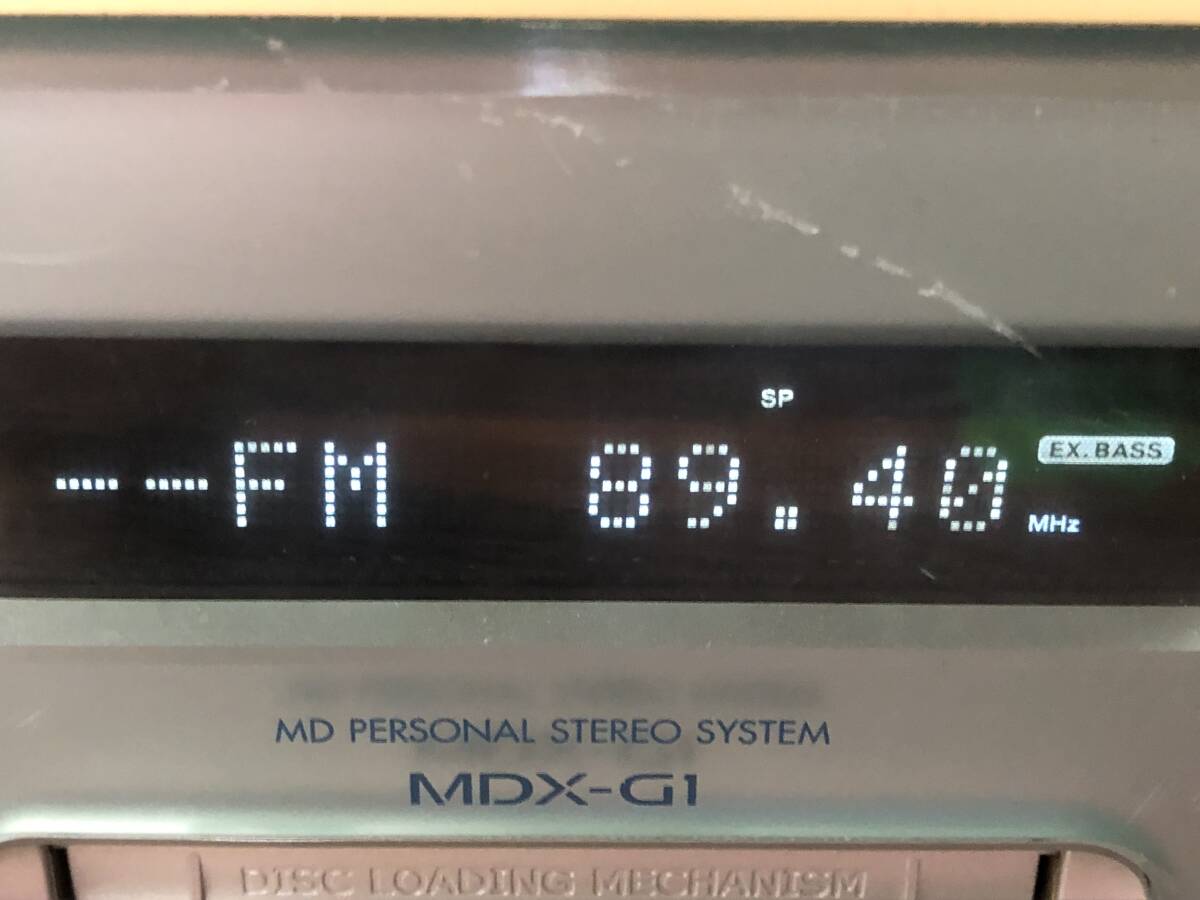 SP
--FM 89.40 MHz
EX. BASS
MD PERSONAL STEREO SYSTEM
MDX-G1
DISC LOADING MECHANISM